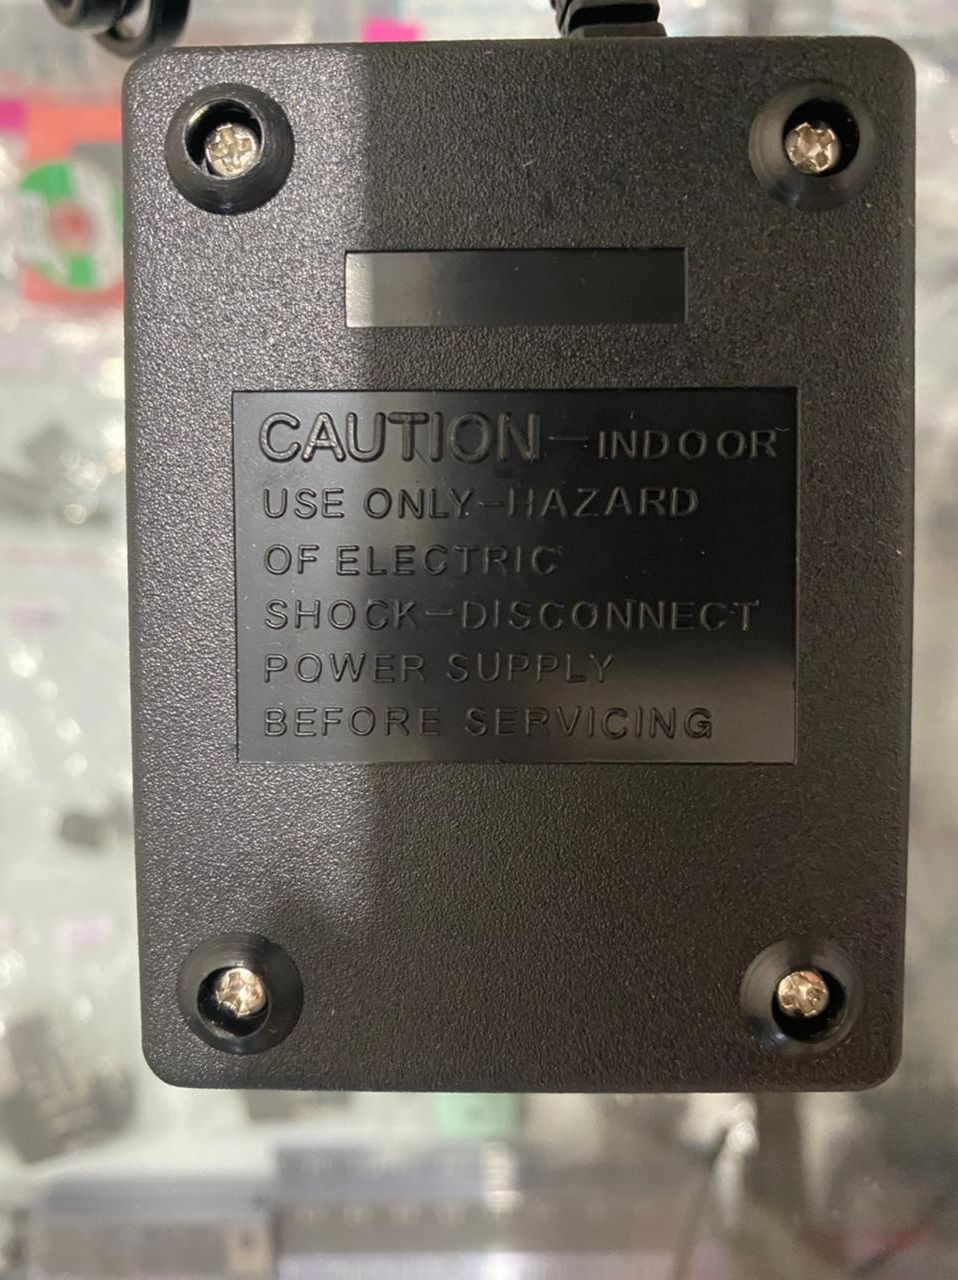 CAUTION—INDOOR
USE ONLY—HAZARD
OF ELECTRIC
SHOCK—DISCONNECT
POWER SUPPLY
BEFORE SERVICING